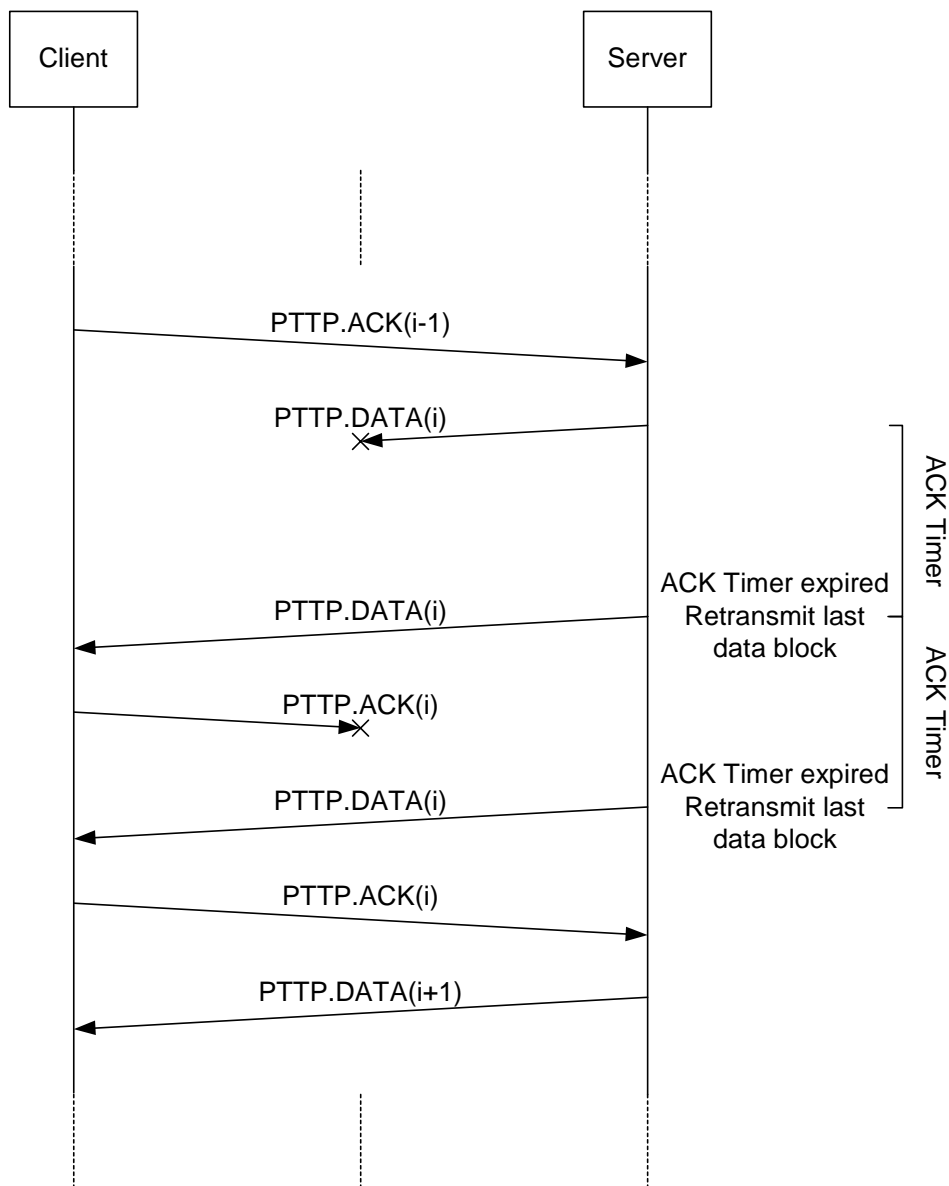 Client
Server
PTTP.ACK(i-1)
PTTP.DATA(i)
ACK Timer
ACK Timer expired
Retransmit last
data block
PTTP.DATA(i)
ACK Timer
PTTP.ACK(i)
ACK Timer expired
Retransmit last
data block
PTTP.DATA(i)
PTTP.ACK(i)
PTTP.DATA(i+1)